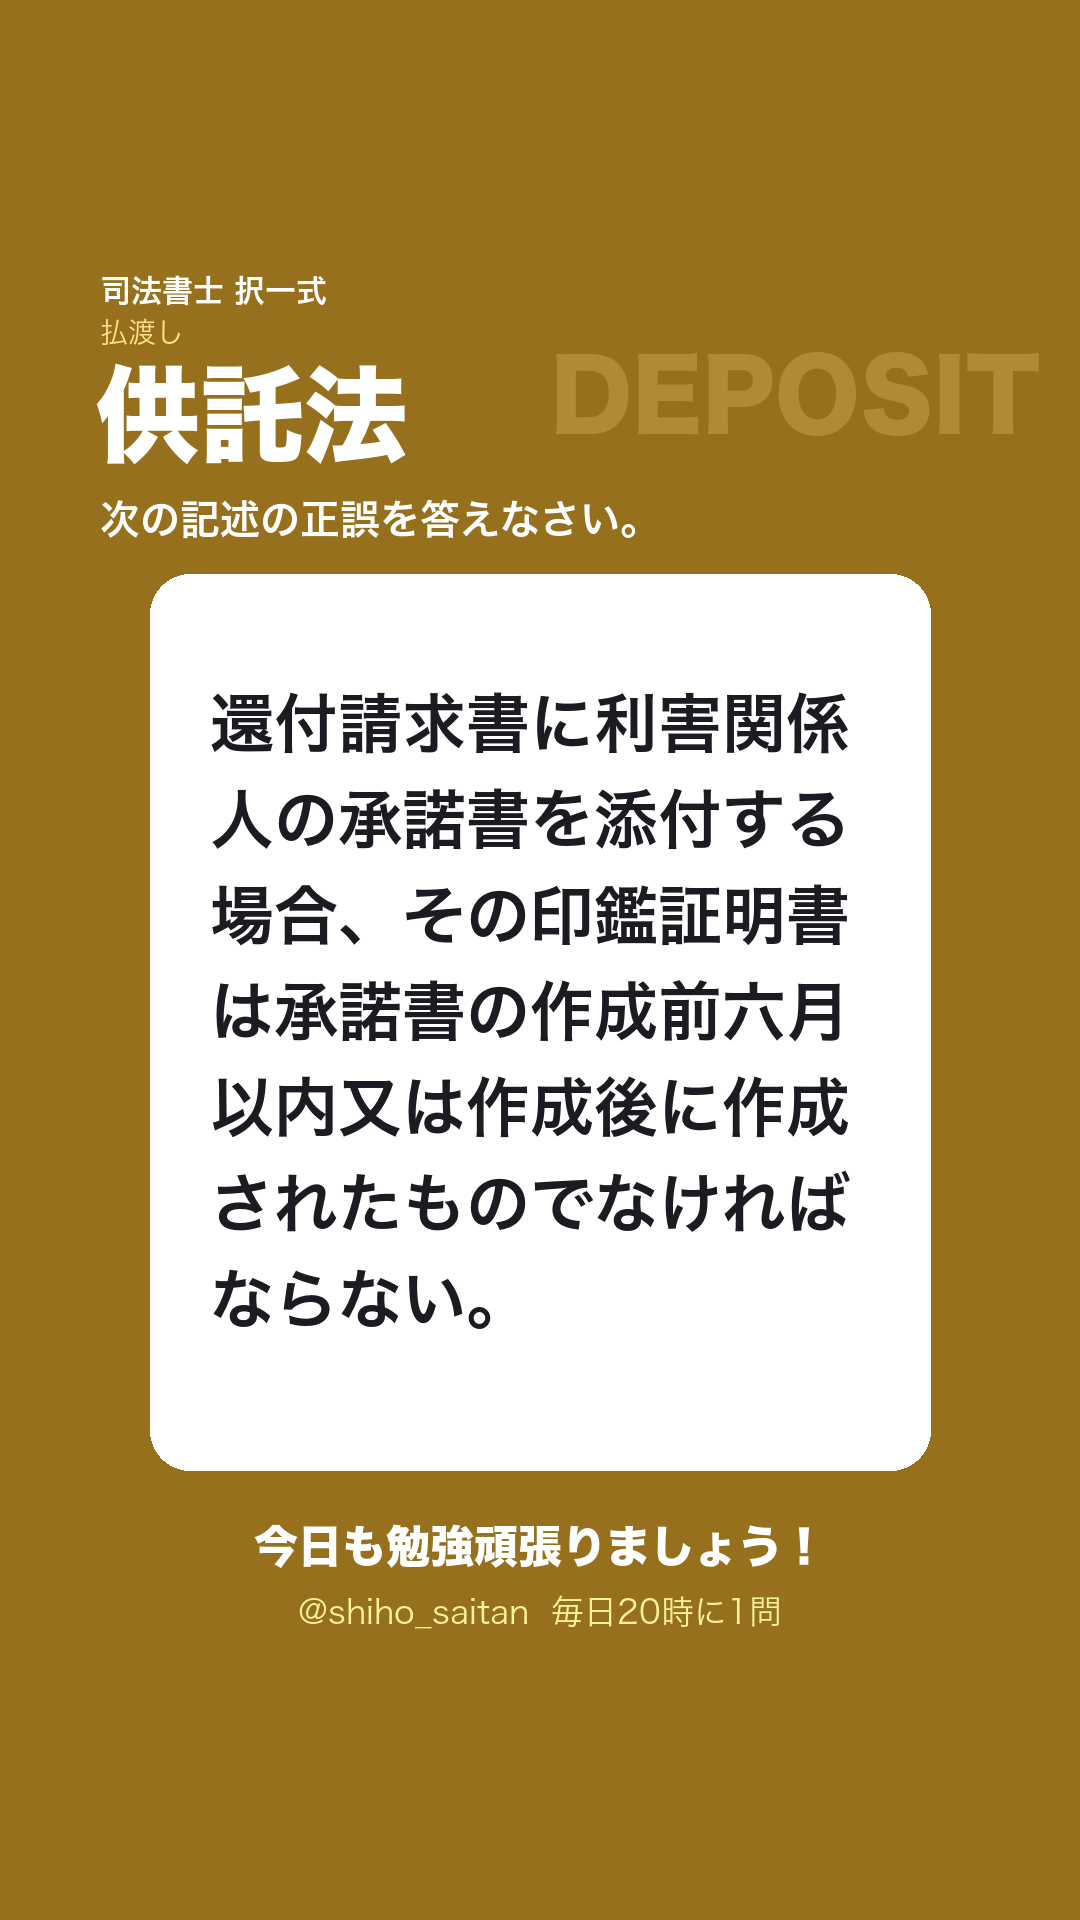 司法書士 択一式
払渡し
供託法
DEPOSIT
次の記述の正誤を答えなさい。
還付請求書に利害関係
人の承諾書を添付する
場合、その印鑑証明書
は承諾書の作成前六月
以内又は作成後に作成
されたものでなければ
ならない。
今日も勉強頑張りましょう！
@shiho_saitan 毎日20時に1問